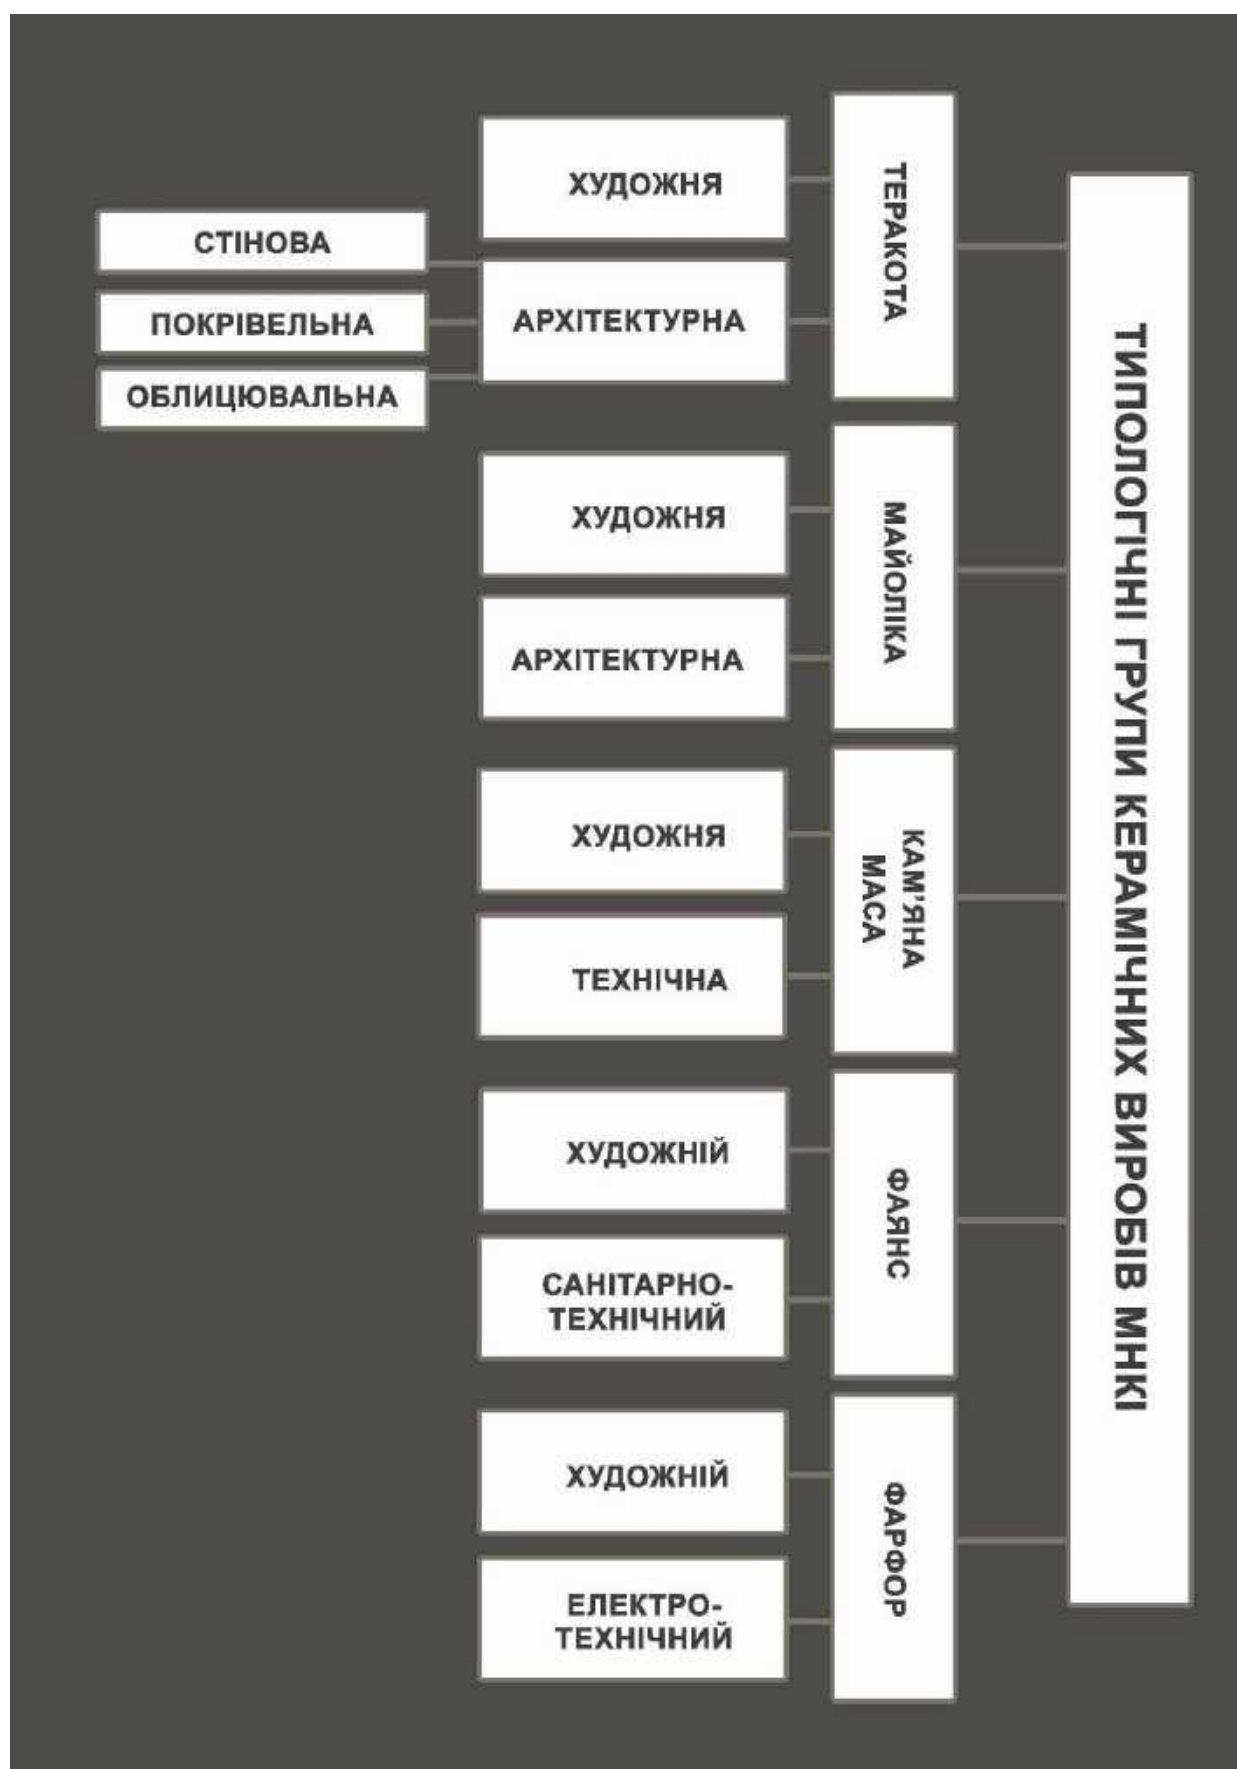 ТИПОЛОГІЧНІ ГРУПИ КЕРАМІЧНИХ ВИРОБІВ МНКІ
ТЕРАКОТА
ХУДОЖНЯ
АРХІТЕКТУРНА
СТІНОВА
ПОКРІВЕЛЬНА
ОБЛИЦЮВАЛЬНА
МАЙОЛІКА
ХУДОЖНЯ
АРХІТЕКТУРНА
КАМ'ЯНА
МАСА
ХУДОЖНЯ
ТЕХНІЧНА
ФАЯНС
ХУДОЖНІЙ
САНІТАРНО-
ТЕХНІЧНИЙ
ФАРФОР
ХУДОЖНІЙ
ЕЛЕКТРО-
ТЕХНІЧНИЙ